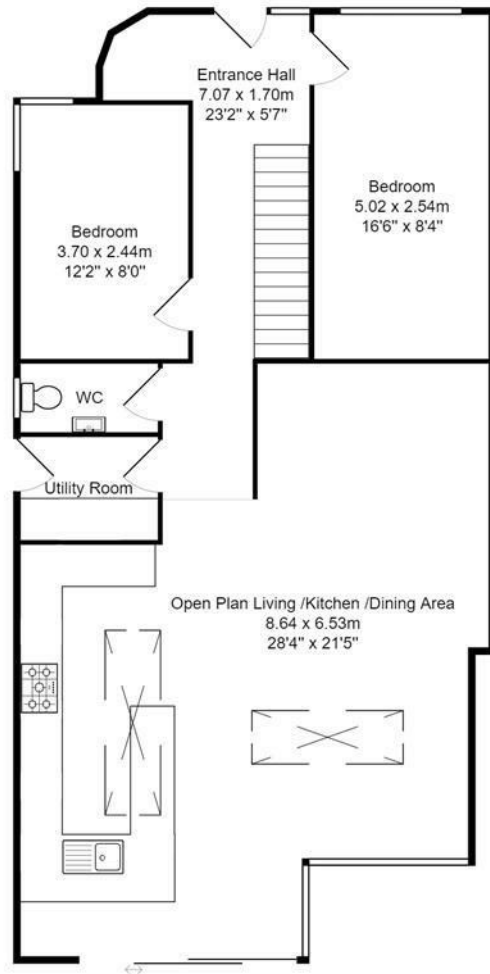 Entrance Hall
7.07 x 1.70m
23'2" x 5'7"
Bedroom
5.02 x 2.54m
16'6" x 8'4"
Bedroom
3.70 x 2.44m
12'2" x 8'0"
WC
Utility Room
Open Plan Living /Kitchen /Dining Area
8.64 x 6.53m
28'4" x 21'5"